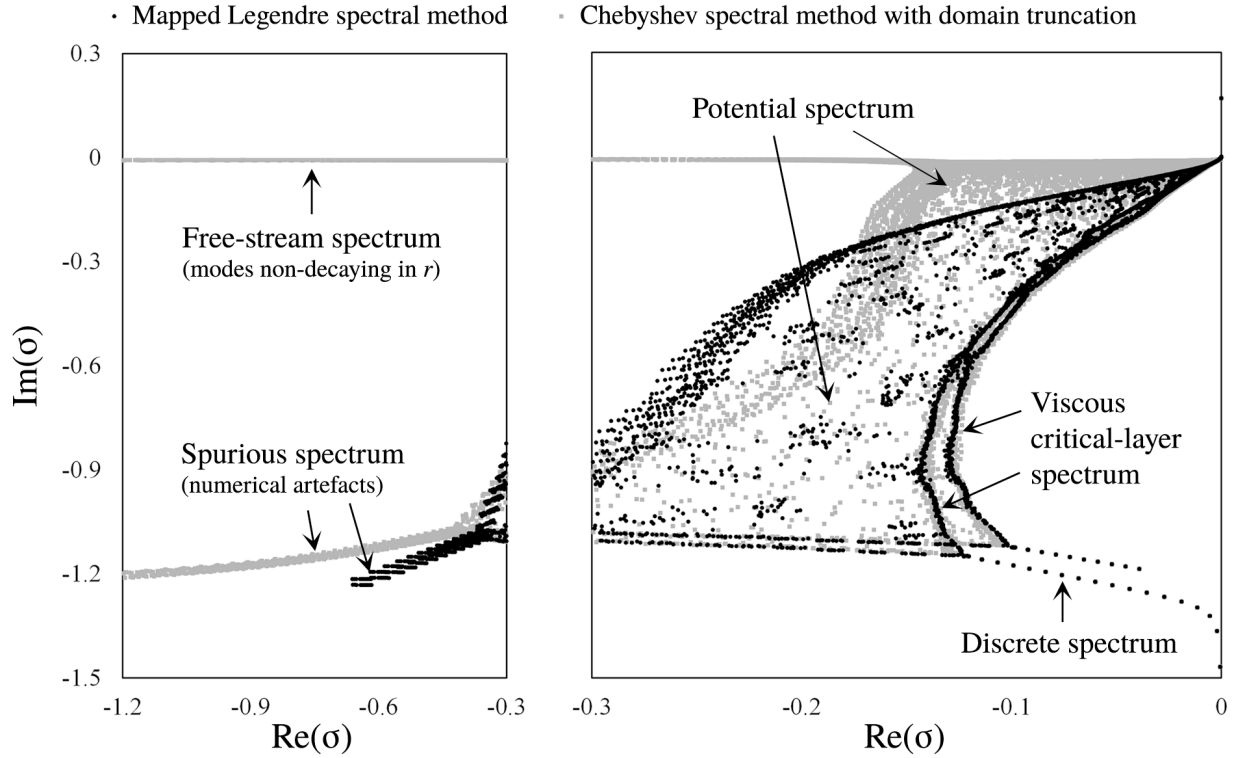 Mapped Legendre spectral method
Chebyshev spectral method with domain truncation
0.3
0
-0.3
-0.6
-0.9
-1.2
-1.5
Im(σ)
Free-stream spectrum
(modes non-decaying in r)
Spurious spectrum
(numerical artefacts)
-1.2
-0.9
-0.6
-0.3
Re(σ)
Potential spectrum
Viscous
critical-layer
spectrum
Discrete spectrum
-0.3
-0.2
-0.1
0
Re(σ)